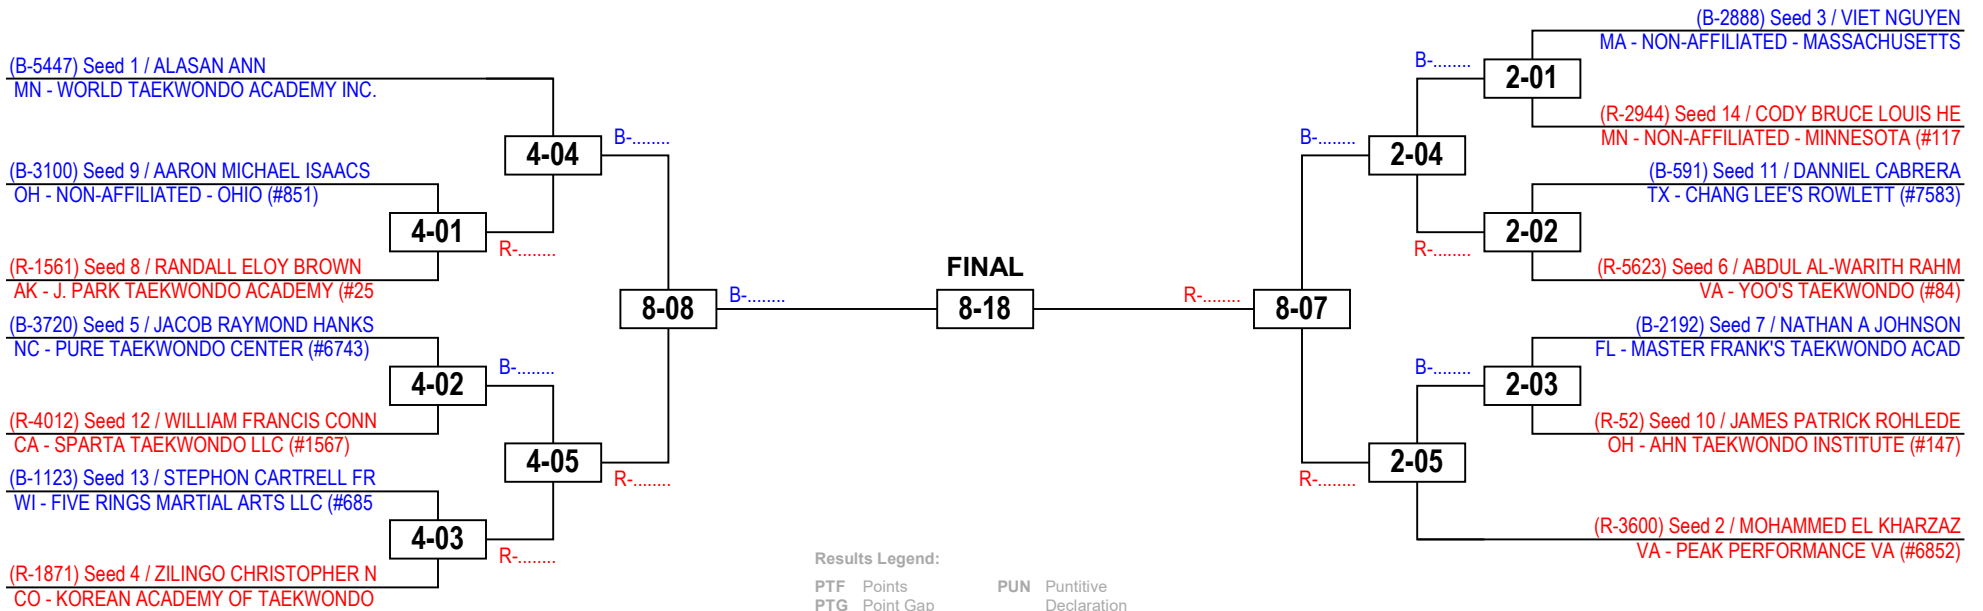 (B-5447) Seed 1 / ALASAN ANN
MN - WORLD TAEKWONDO ACADEMY INC.
(B-3100) Seed 9 / AARON MICHAEL ISAACS
OH - NON-AFFILIATED - OHIO (#851)
(R-1561) Seed 8 / RANDALL ELOY BROWN
AK - J. PARK TAEKWONDO ACADEMY (#25
(B-3720) Seed 5 / JACOB RAYMOND HANKS
NC - PURE TAEKWONDO CENTER (#6743)
(R-4012) Seed 12 / WILLIAM FRANCIS CONN
CA - SPARTA TAEKWONDO LLC (#1567)
(B-1123) Seed 13 / STEPHON CARTRELL FR
WI - FIVE RINGS MARTIAL ARTS LLC (#685
(R-1871) Seed 4 / ZILINGO CHRISTOPHER N
CO - KOREAN ACADEMY OF TAEKWONDO
4-01
R-........
4-02
B-........
4-03
R-........
4-04
B-........
4-05
R-........
8-08
B-........
FINAL
8-18
R-........
8-07
B-........
2-04
R-........
2-05
B-........
2-01
R-........
2-02
B-........
2-03
(B-2888) Seed 3 / VIET NGUYEN
MA - NON-AFFILIATED - MASSACHUSETTS
(R-2944) Seed 14 / CODY BRUCE LOUIS HE
MN - NON-AFFILIATED - MINNESOTA (#117
(B-591) Seed 11 / DANNIEL CABRERA
TX - CHANG LEE'S ROWLETT (#7583)
(R-5623) Seed 6 / ABDUL AL-WARITH RAHM
VA - YOO'S TAEKWONDO (#84)
(B-2192) Seed 7 / NATHAN A JOHNSON
FL - MASTER FRANK'S TAEKWONDO ACAD
(R-52) Seed 10 / JAMES PATRICK ROHLEDE
OH - AHN TAEKWONDO INSTITUTE (#147)
(R-3600) Seed 2 / MOHAMMED EL KHARZAZ
VA - PEAK PERFORMANCE VA (#6852)
Results Legend:
PTF Points
PTG Point Gap
PUN Puntitive
Declaration